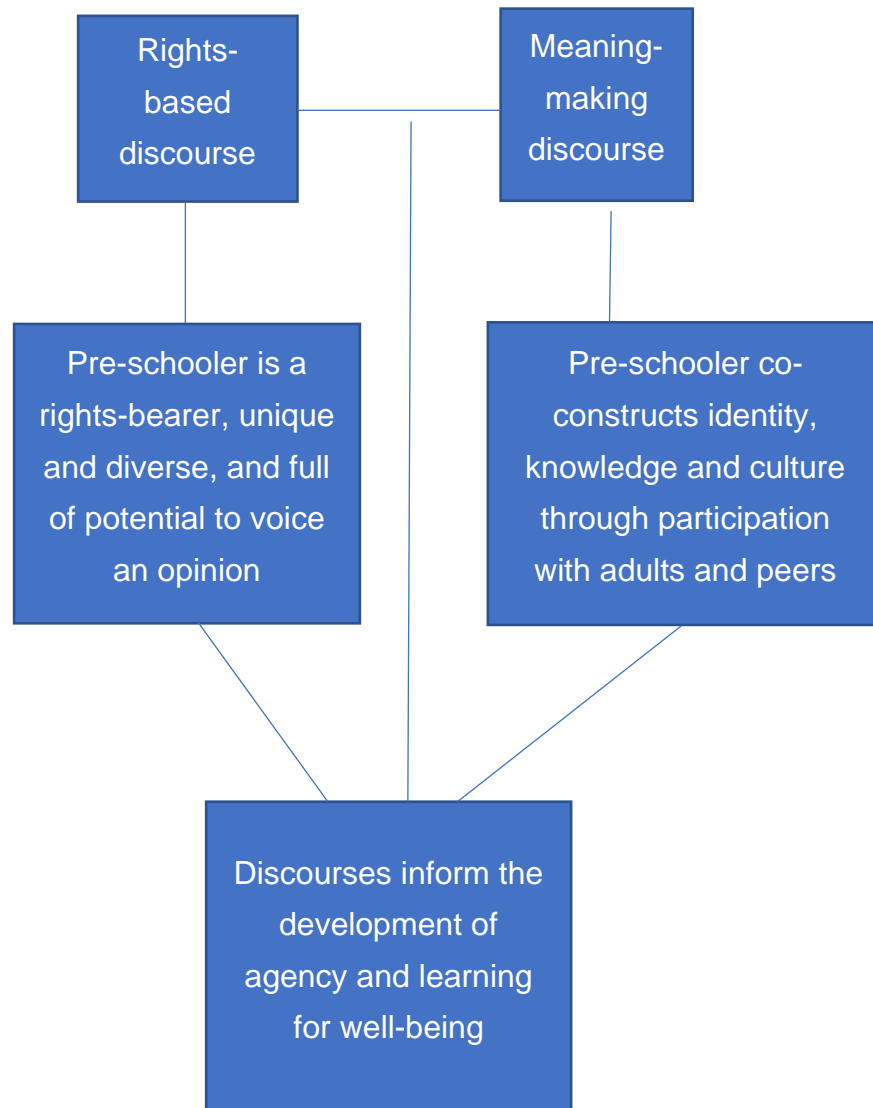 Rights-
based
discourse
Meaning-
making
discourse
Pre-schooler is a
rights-bearer, unique
and diverse, and full
of potential to voice
an opinion
Pre-schooler co-
constructs identity,
knowledge and culture
through participation
with adults and peers
Discourses inform the
development of
agency and learning
for well-being